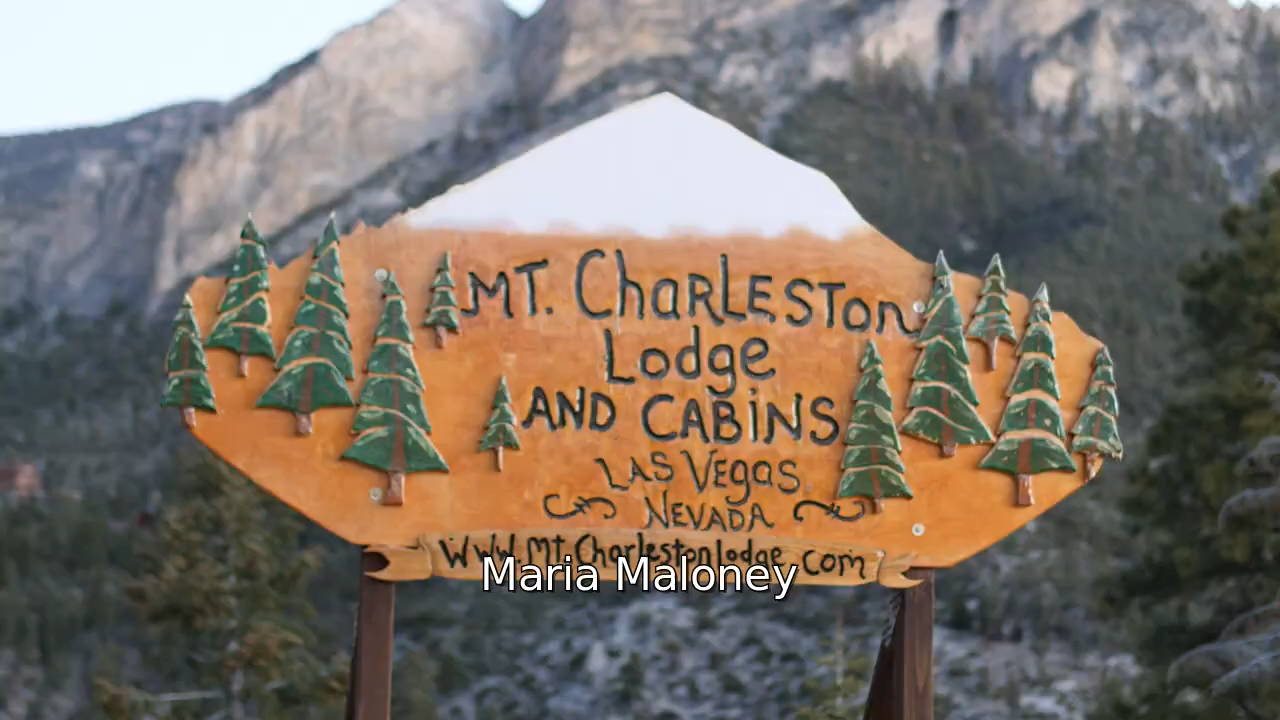 MT. CharLESTon
Lodge
AND CABiNS
LAS Vegas
NEVADA
WWW.Mt.Charlestonlodge.com
Maria Maloney